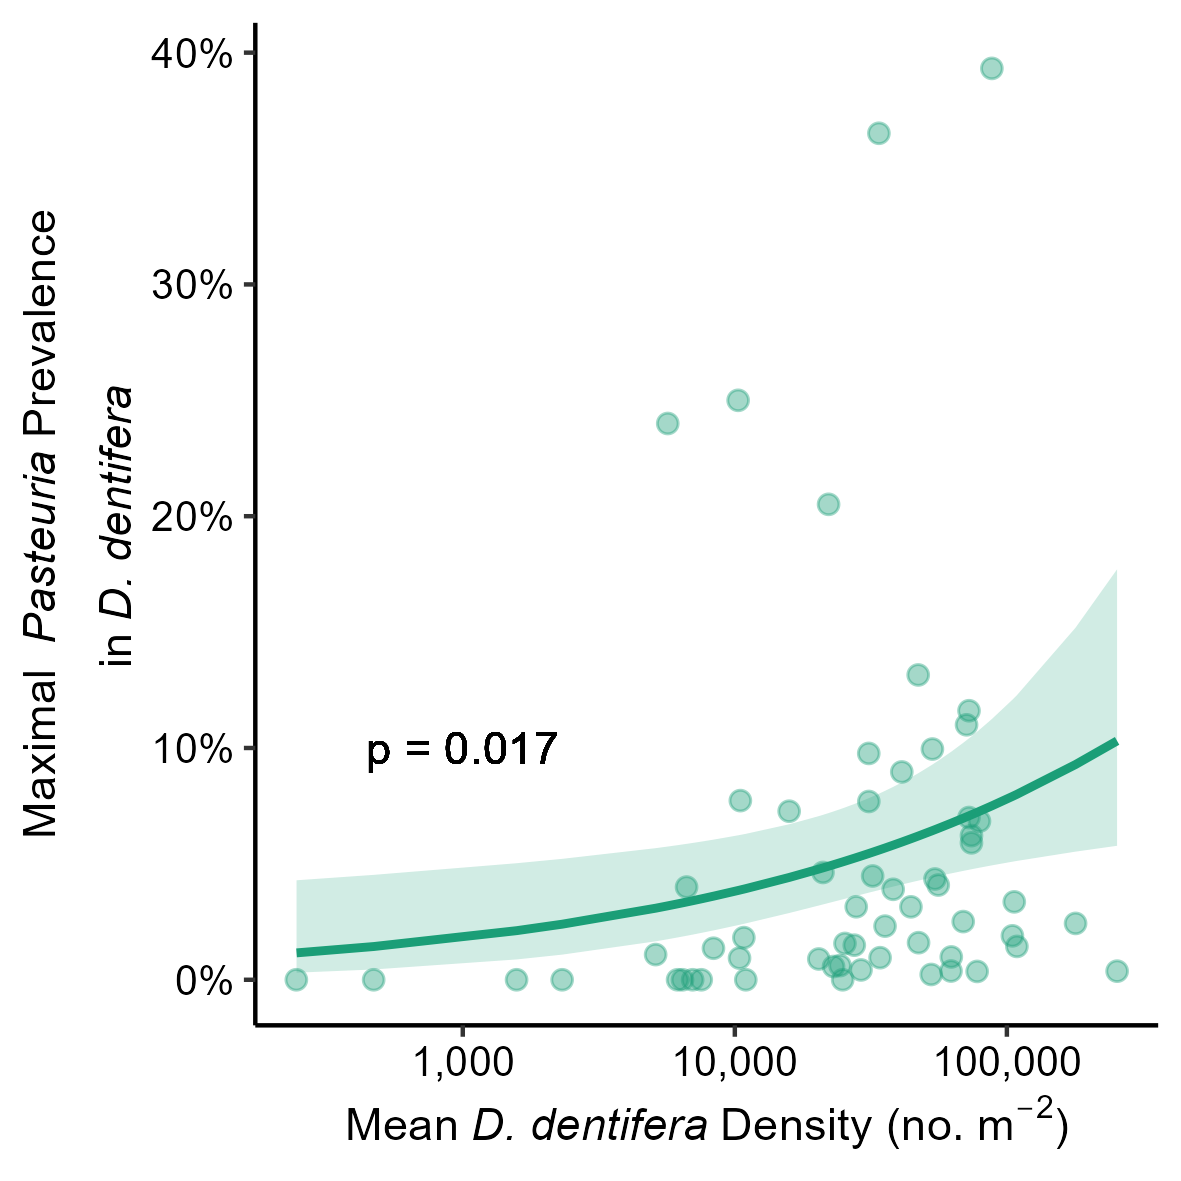 Maximal Pasteuria Prevalence
in D. dentifera
40%
30%
20%
10%
0%
p = 0.017
1,000
10,000
100,000
Mean D. dentifera Density (no. m⁻²)